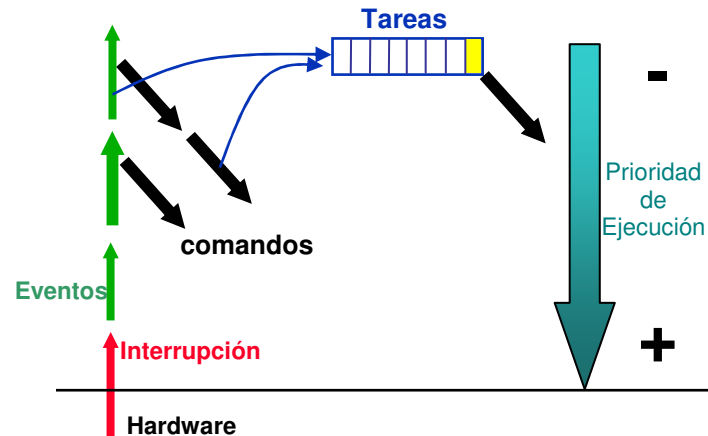 Tareas
-
Prioridad
de
Ejecución
comandos
Eventos
Interrupción
+
Hardware